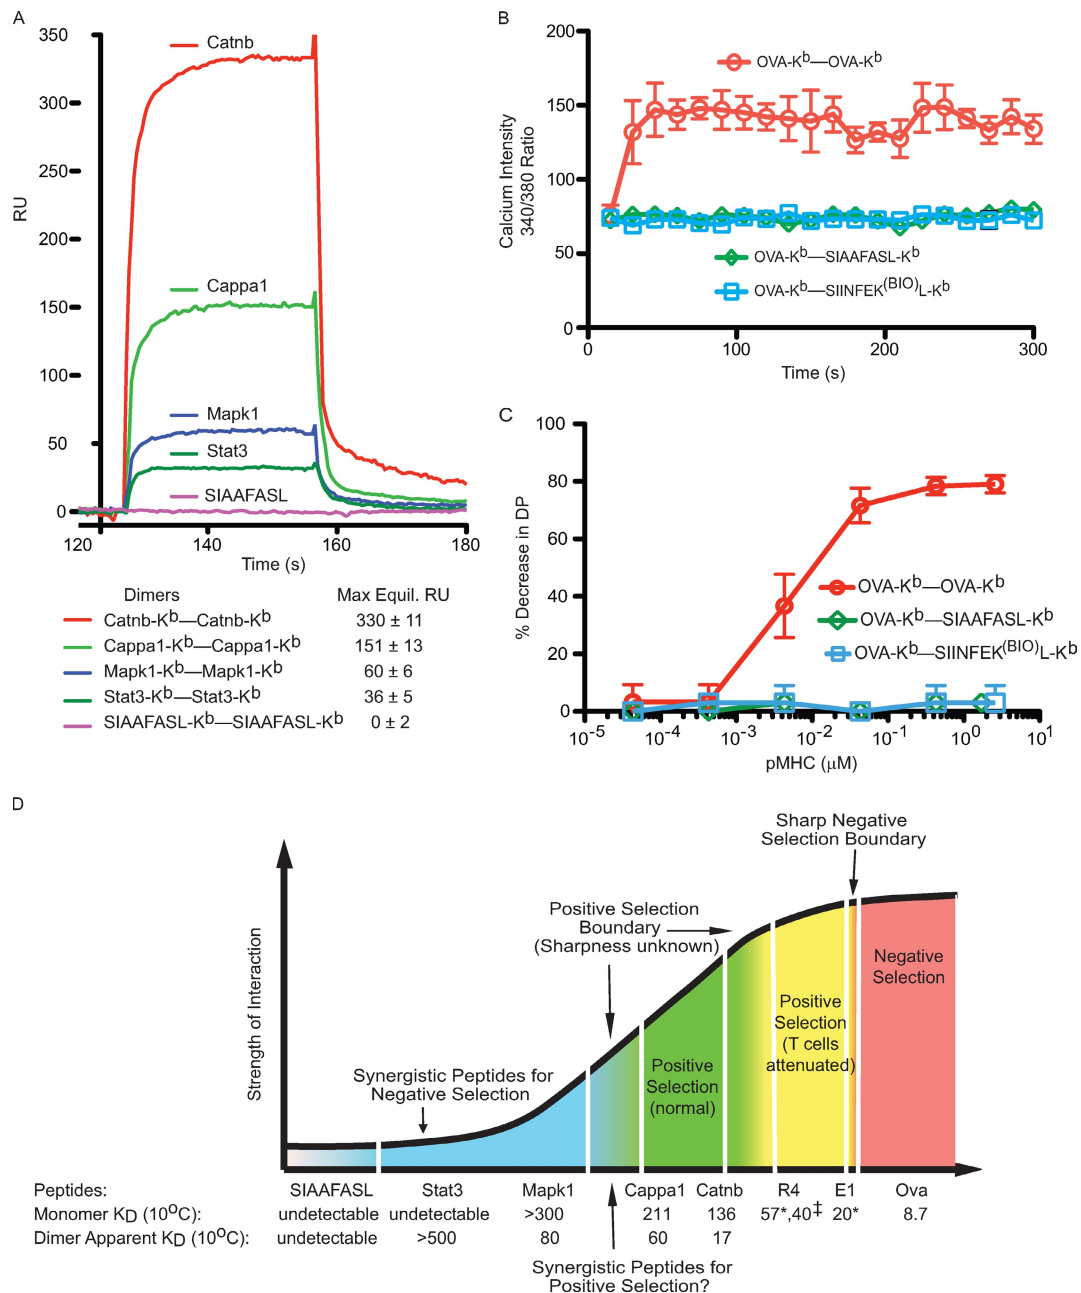 A
350
300
250
200
150
100
50
0
RU
Catnb
Cappa1
Mapk1
Stat3
SIAAFASL
120
140
160
180
Time (s)
Dimers Max Equil. RU
Catnb-Kb—Catnb-Kb 330 ± 11
Cappa1-Kb—Cappa1-Kb 151 ± 13
Mapk1-Kb—Mapk1-Kb 60 ± 6
Stat3-Kb—Stat3-Kb 36 ± 5
SIAAFASL-Kb—SIAAFASL-Kb 0 ± 2
B
200
150
100
50
0
Calcium Intensity
340/380 Ratio
OVA-Kb—OVA-Kb
OVA-Kb—SIAAFASL-Kb
OVA-Kb—SIINFEK(BIO)L-Kb
0
100
200
300
Time (s)
C
100
80
60
40
20
0
% Decrease in DP
OVA-Kb—OVA-Kb
OVA-Kb—SIAAFASL-Kb
OVA-Kb—SIINFEK(BIO)L-Kb
10-5
10-4
10-3
10-2
10-1
100
101
pMHC (μM)
D
Strength of Interaction
Sharp Negative
Selection Boundary
Positive Selection
Boundary
(Sharpness unknown)
Synergistic Peptides for
Negative Selection
Positive
Selection
(normal)
Positive
Selection
(T cells
attenuated)
Negative
Selection
Peptides: SIAAFASL Stat3 Mapk1 Cappa1 Catnb R4 E1 Ova
Monomer KD (10oC): undetectable undetectable >300 211 136 57*,40‡ 20* 8.7
Dimer Apparent KD (10oC): undetectable >500 80 60 17
Synergistic Peptides for
Positive Selection?